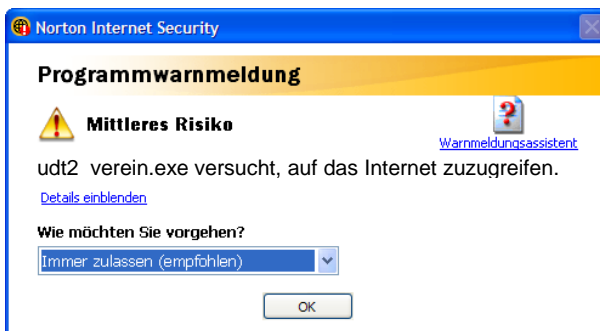 Norton Internet Security
Programmwarnmeldung
Mittleres Risiko
Warnmeldungsassistent
udt2 verein.exe versucht, auf das Internet zuzugreifen.
Details einblenden
Wie möchten Sie vorgehen?
Immer zulassen (empfohlen)
OK